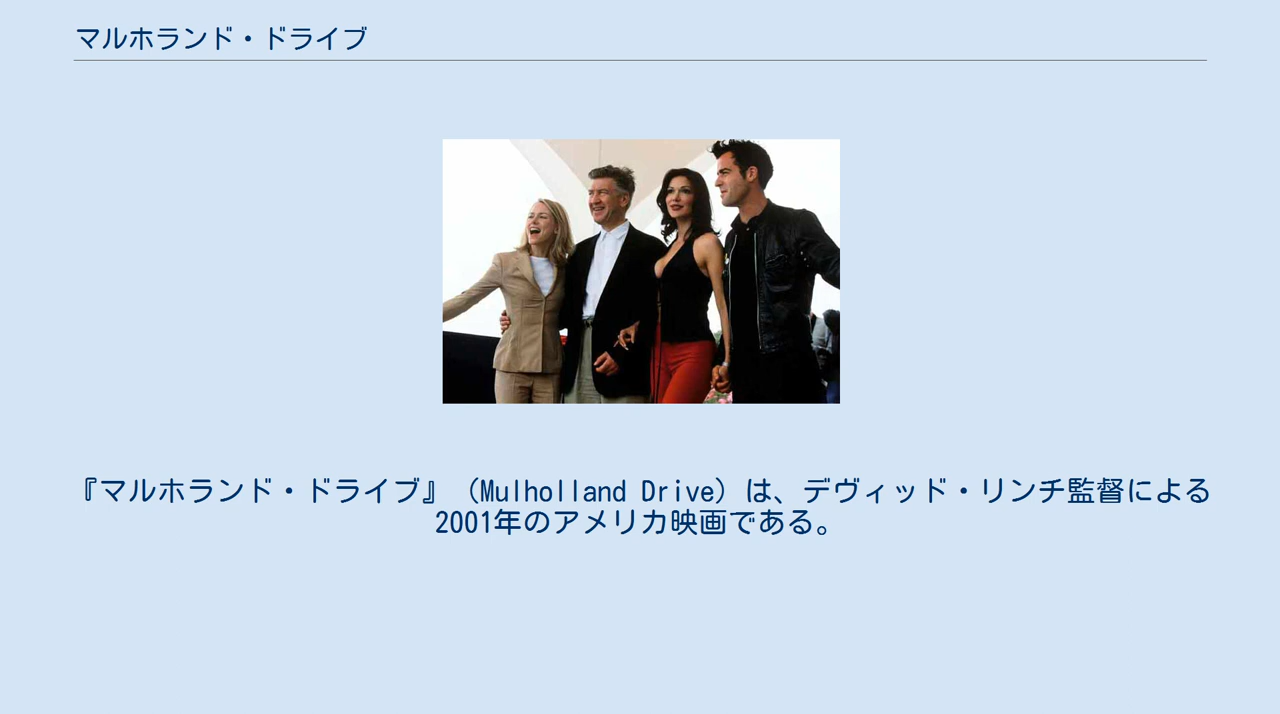 マルホランド・ドライブ
『マルホランド・ドライブ』（Mulholland Drive）は、デヴィッド・リンチ監督による
2001年のアメリカ映画である。